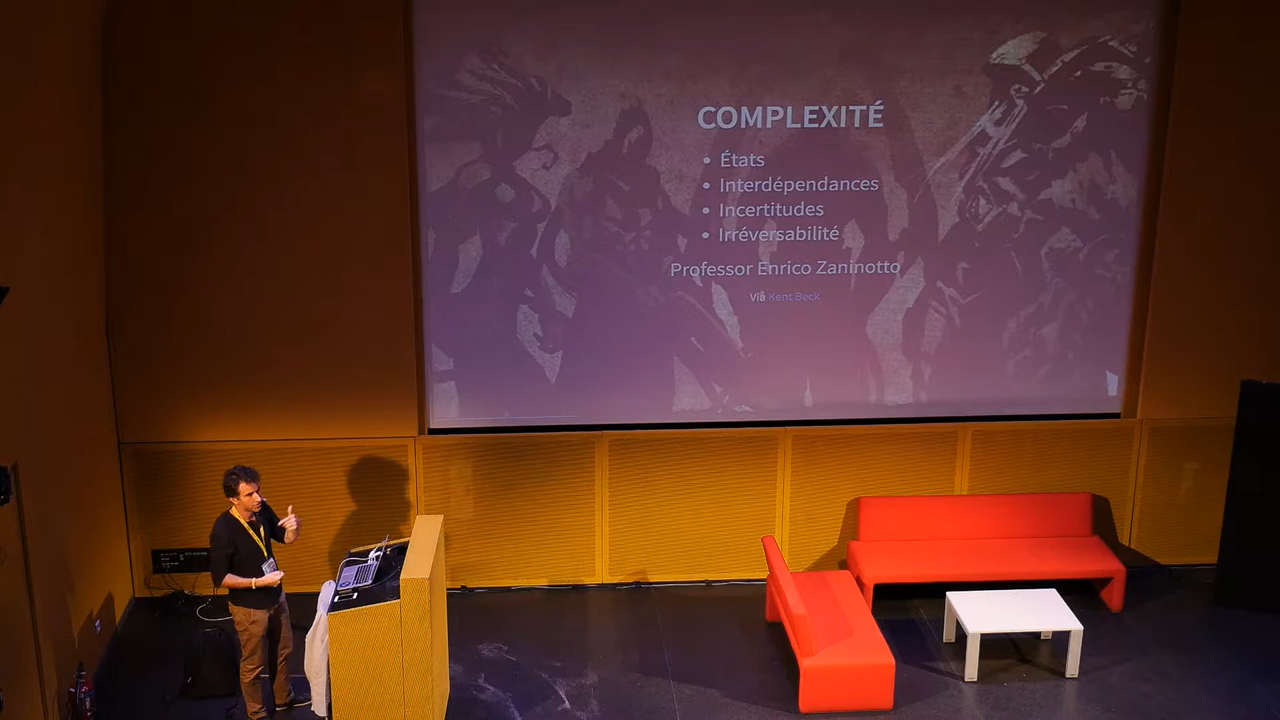 COMPLEXITÉ
• États
• Interdépendances
• Incertitudes
• Irréversabilité
Professor Enrico Zaninotto
Via Kent Beck